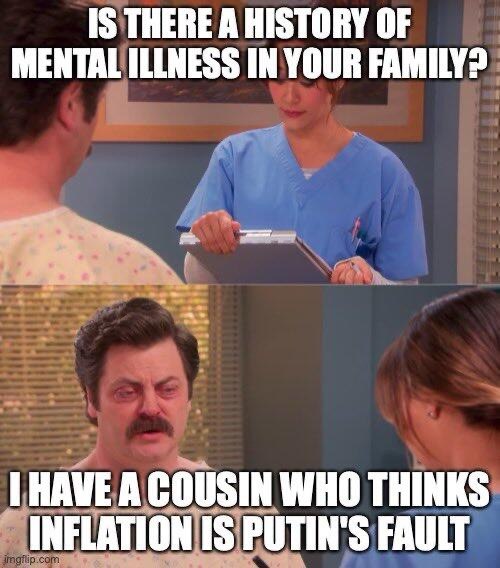 IS THERE A HISTORY OF
MENTAL ILLNESS IN YOUR FAMILY?
I HAVE A COUSIN WHO THINKS
INFLATION IS PUTIN'S FAULT
imgflip.com